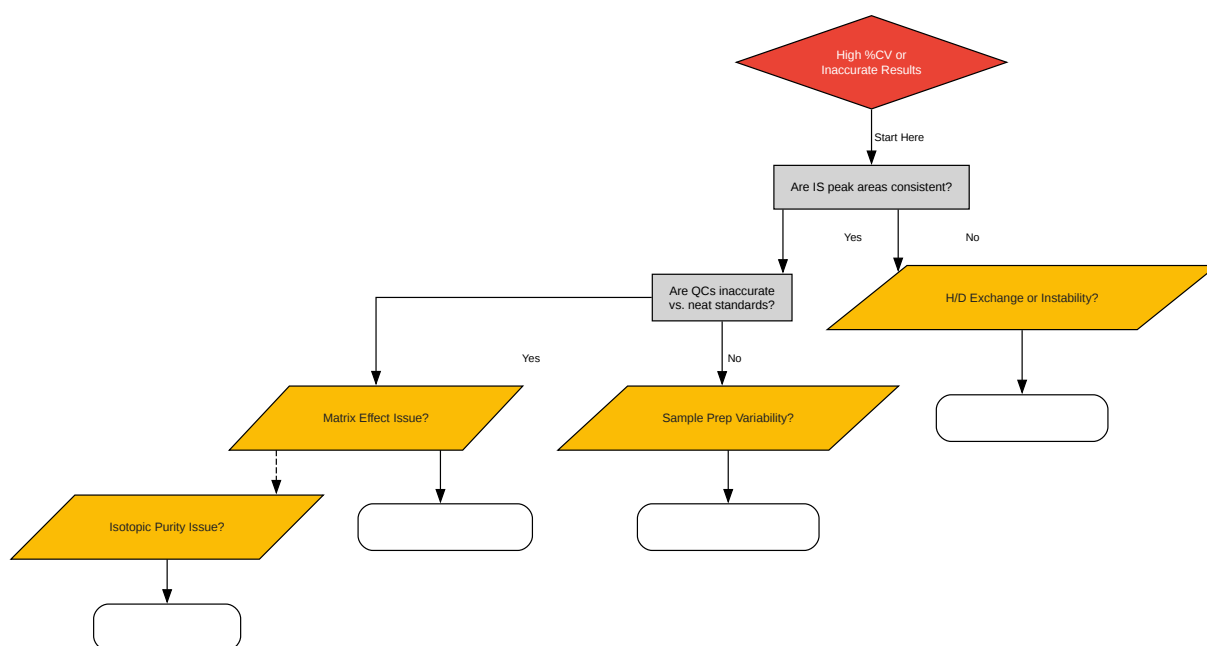 High %CV or
Inaccurate Results
Start Here
Are IS peak areas consistent?
Yes
No
Are QCs inaccurate
vs. neat standards?
H/D Exchange or Instability?
Yes
No
Matrix Effect Issue?
Sample Prep Variability?
Isotopic Purity Issue?